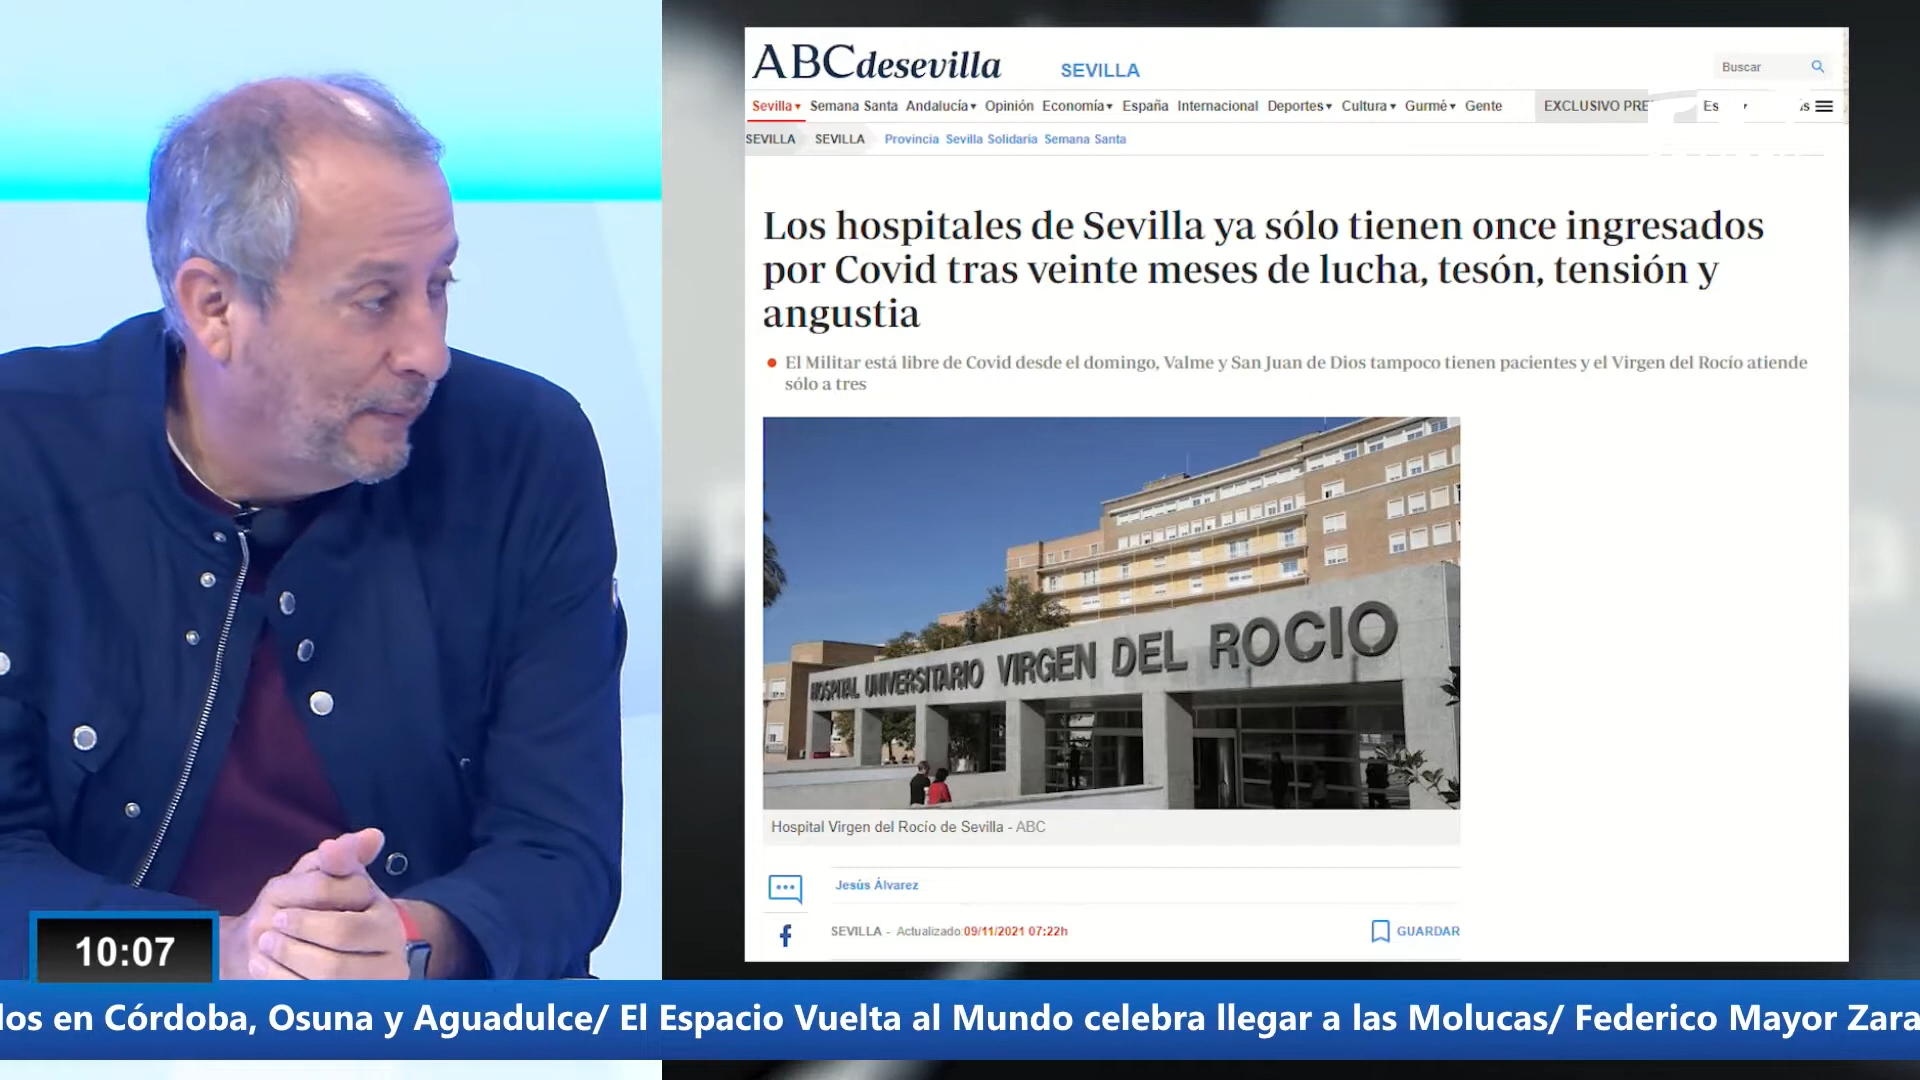 ABCdesevilla
SEVILLA
Buscar
Sevilla Semana Santa Andalucía Opinión Economía España Internacional Deportes Cultura Gurmé Gente
EXCLUSIVO
SEVILLA SEVILLA Provincia Sevilla Solidaria Semana Santa
Los hospitales de Sevilla ya sólo tienen once ingresados
por Covid tras veinte meses de lucha, tesón, tensión y
angustia
El Militar está libre de Covid desde el domingo, Valme y San Juan de Dios tampoco tienen pacientes y el Virgen del Rocío atiende
sólo a tres
HOSPITAL UNIVERSITARIO VIRGEN DEL ROCIO
Hospital Virgen del Rocío de Sevilla - ABC
Jesús Álvarez
SEVILLA - Actualizado:09/11/2021 07:22h
GUARDAR
10:07
los en Córdoba, Osuna y Aguadulce/ El Espacio Vuelta al Mundo celebra llegar a las Molucas/ Federico Mayor Zara